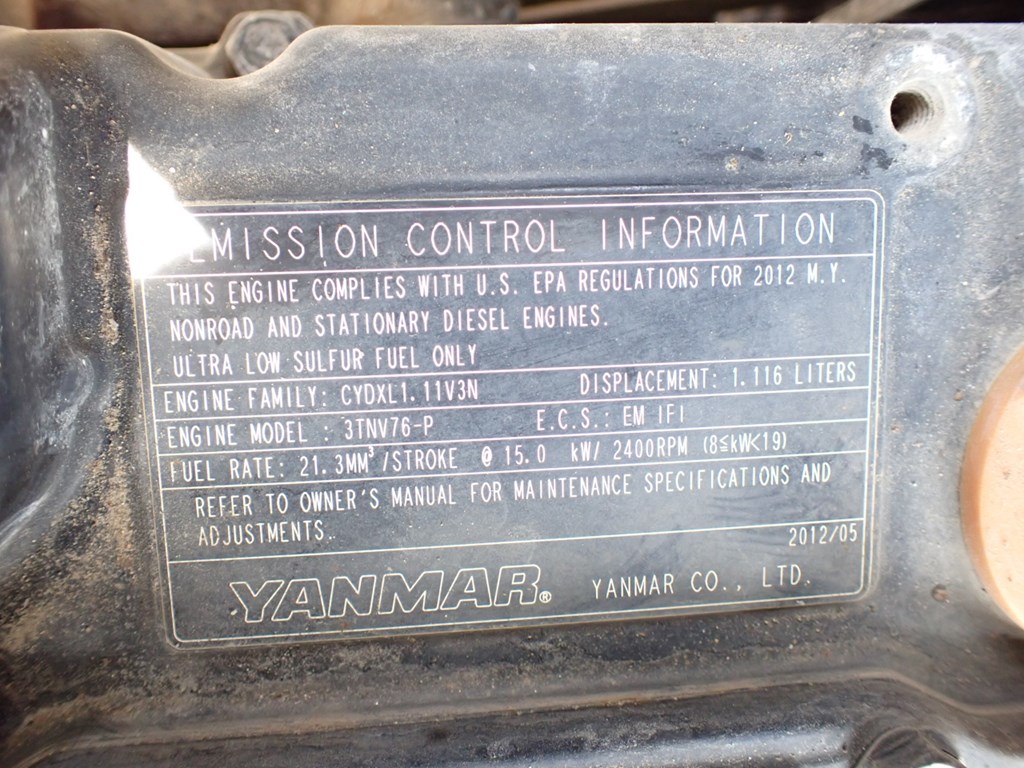 EMISSION CONTROL INFORMATION
THIS ENGINE COMPLIES WITH U.S. EPA REGULATIONS FOR 2012 M.Y.
NONROAD AND STATIONARY DIESEL ENGINES.
ULTRA LOW SULFUR FUEL ONLY
ENGINE FAMILY: CYDXL1.11V3N DISPLACEMENT: 1.116 LITERS
ENGINE MODEL : 3TNV76-P E.C.S.: EM IFI
FUEL RATE: 21.3MM³/STROKE @ 15.0 kW/ 2400RPM (8≦kW<19)
REFER TO OWNER'S MANUAL FOR MAINTENANCE SPECIFICATIONS AND
ADJUSTMENTS.
2012/05
YANMAR® YANMAR CO., LTD.